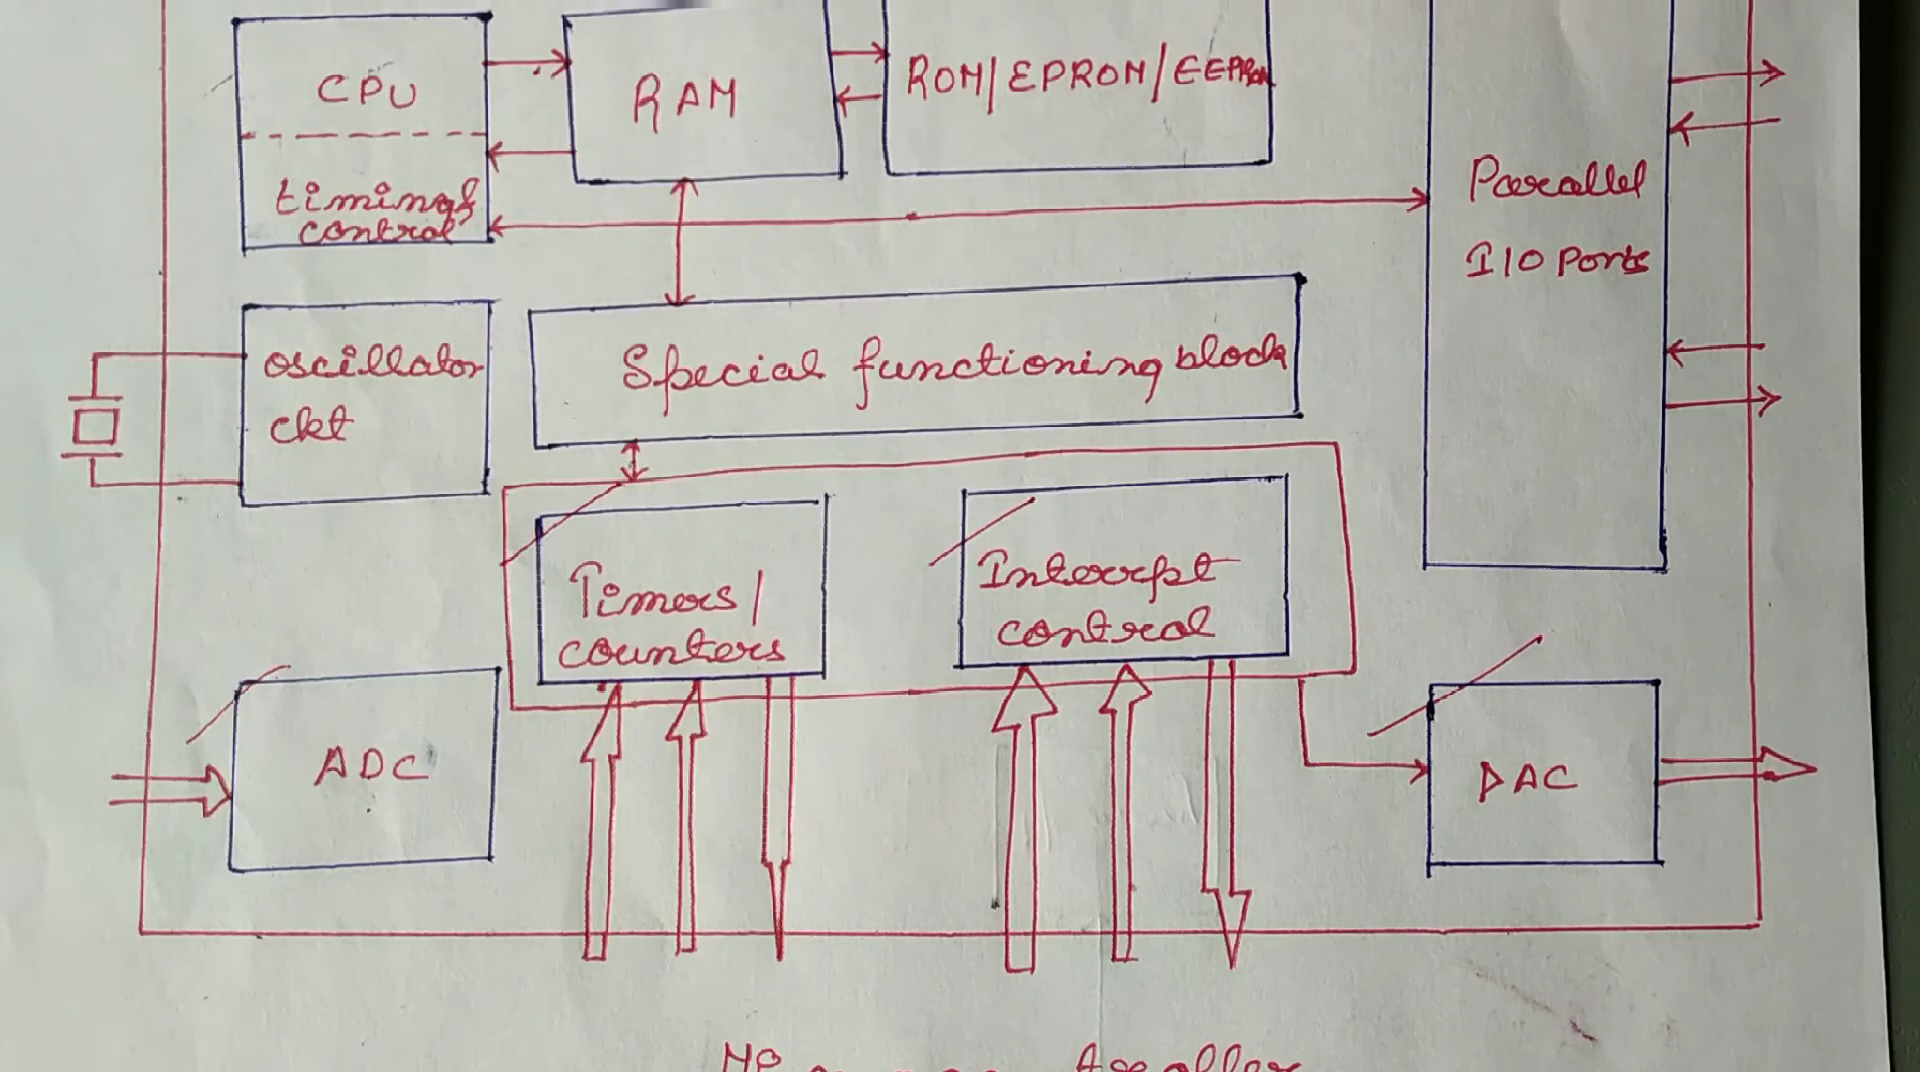 CPU
timing &
control
RAM
ROM/EPROM/EEPROM
Parallel
I/O Ports
oscillator
ckt
Special functioning block
Timers/
counters
Interrpt
control
ADC
DAC